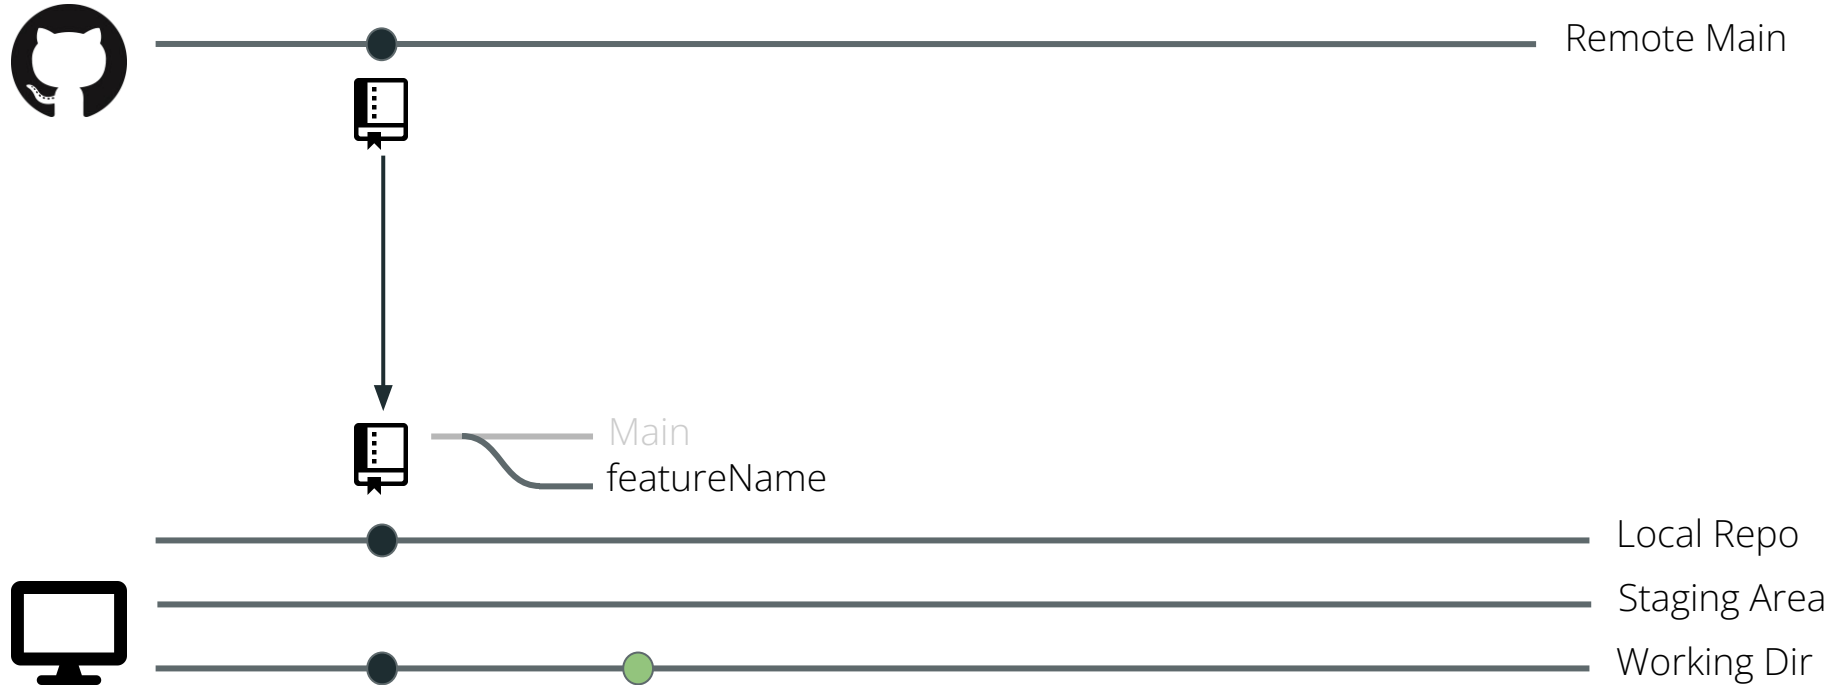 Remote Main
Main
featureName
Local Repo
Staging Area
Working Dir